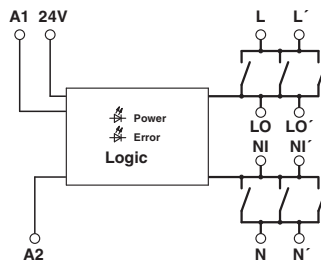 A1 24V
L L´
Power
Error
Logic
LO LO´
NI NI´
A2
N N´